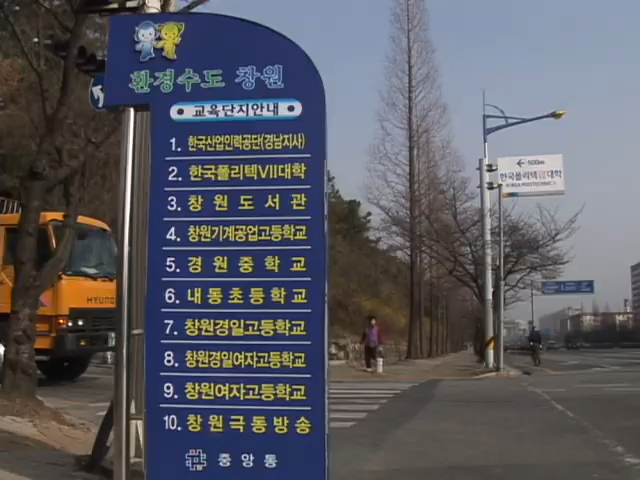 환경수도 창원
교육단지안내
1. 한국산업인력공단(경남지사)
2. 한국폴리텍VII대학
3. 창원도서관
4. 창원기계공업고등학교
5. 경원중학교
6. 내동초등학교
7. 창원경일고등학교
8. 창원경일여자고등학교
9. 창원여자고등학교
10. 창원극동방송
중앙동
← 500m
한국폴리텍Ⅶ대학
HYUNDAI